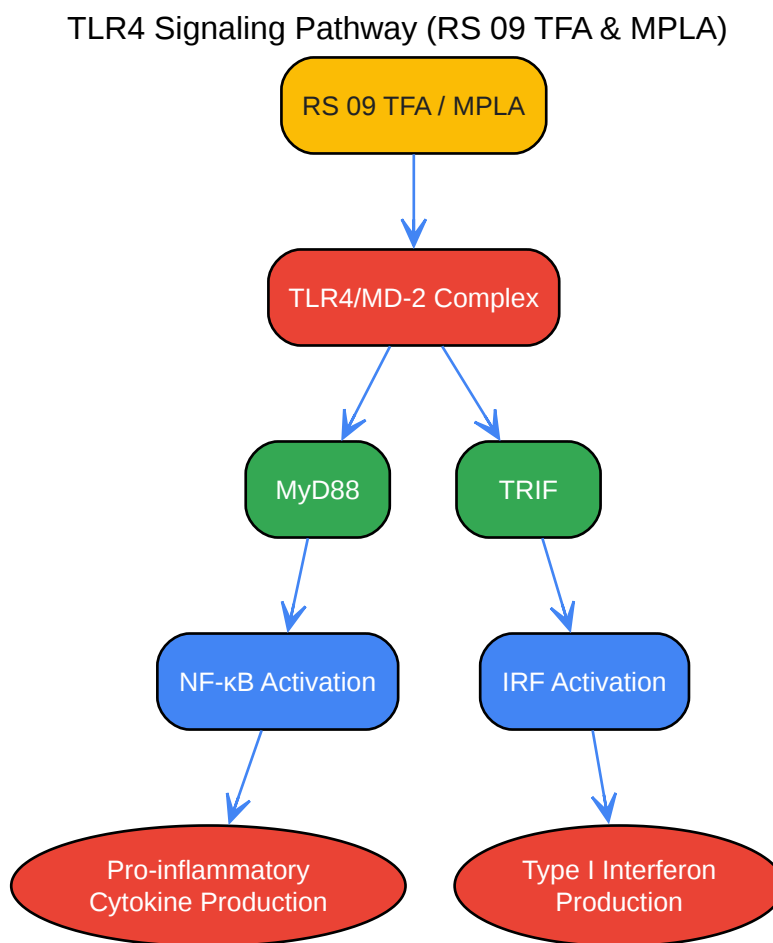 TLR4 Signaling Pathway (RS 09 TFA & MPLA)
RS 09 TFA / MPLA
TLR4/MD-2 Complex
MyD88
TRIF
NF-κB Activation
IRF Activation
Pro-inflammatory
Cytokine Production
Type I Interferon
Production